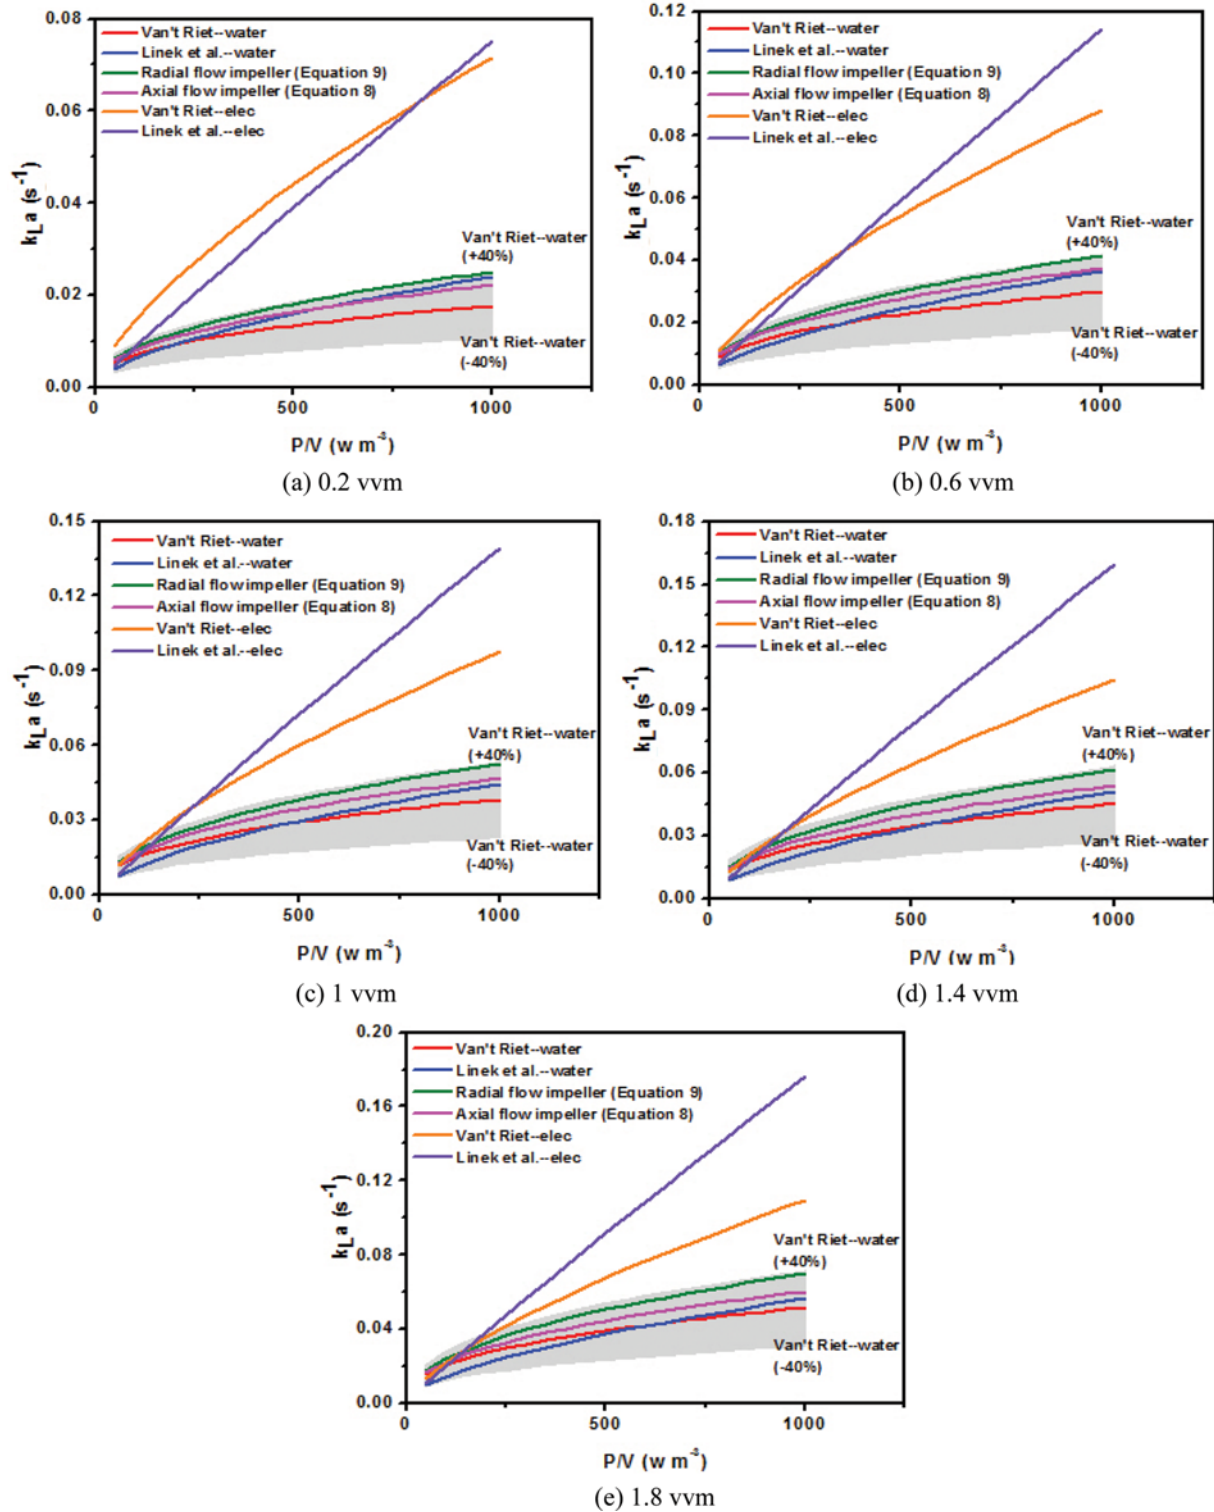 0.08
0.06
0.04
0.02
0.00
kLa (s-1)
Van't Riet--water
Linek et al.--water
Radial flow impeller (Equation 9)
Axial flow impeller (Equation 8)
Van't Riet--elec
Linek et al.--elec
Van't Riet--water
(+40%)
Van't Riet--water
(-40%)
0 500 1000
P/V (w m-3)
(a) 0.2 vvm
0.12
0.10
0.08
0.06
0.04
0.02
0.00
kLa (s-1)
Van't Riet--water
Linek et al.--water
Radial flow impeller (Equation 9)
Axial flow impeller (Equation 8)
Van't Riet--elec
Linek et al.--elec
Van't Riet--water
(+40%)
Van't Riet--water
(-40%)
0 500 1000
P/V (w m-3)
(b) 0.6 vvm
0.15
0.12
0.09
0.06
0.03
0.00
kLa (s-1)
Van't Riet--water
Linek et al.--water
Radial flow impeller (Equation 9)
Axial flow impeller (Equation 8)
Van't Riet--elec
Linek et al.--elec
Van't Riet--water
(+40%)
Van't Riet--water
(-40%)
0 500 1000
P/V (w m-3)
(c) 1 vvm
0.18
0.15
0.12
0.09
0.06
0.03
0.00
kLa (s-1)
Van't Riet--water
Linek et al.--water
Radial flow impeller (Equation 9)
Axial flow impeller (Equation 8)
Van't Riet--elec
Linek et al.--elec
Van't Riet--water
(+40%)
Van't Riet--water
(-40%)
0 500 1000
P/V (w m-3)
(d) 1.4 vvm
0.20
0.16
0.12
0.08
0.04
0.00
kLa (s-1)
Van't Riet--water
Linek et al.--water
Radial flow impeller (Equation 9)
Axial flow impeller (Equation 8)
Van't Riet--elec
Linek et al.--elec
Van't Riet--water
(+40%)
Van't Riet--water
(-40%)
0 500 1000
P/V (w m-3)
(e) 1.8 vvm